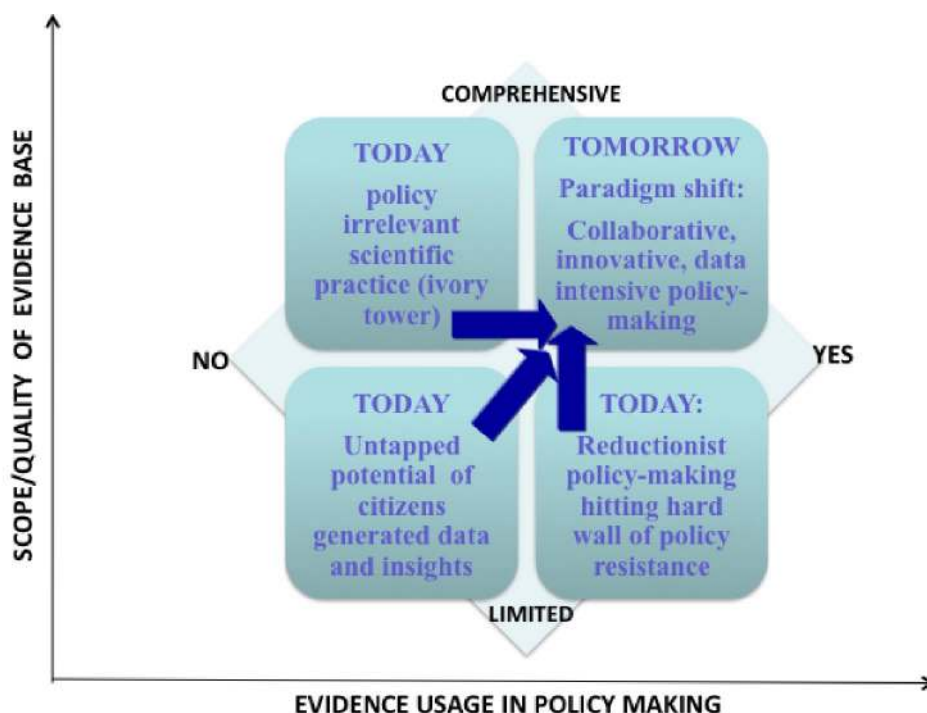 COMPREHENSIVE
TODAY
policy
irrelevant
scientific
practice (ivory
tower)
TOMORROW
Paradigm shift:
Collaborative,
innovative, data
intensive policy-
making
NO
YES
TODAY
Untapped
potential of
citizens
generated data
and insights
TODAY:
Reductionist
policy-making
hitting hard
wall of policy
resistance
LIMITED
SCOPE/QUALITY OF EVIDENCE BASE
EVIDENCE USAGE IN POLICY MAKING